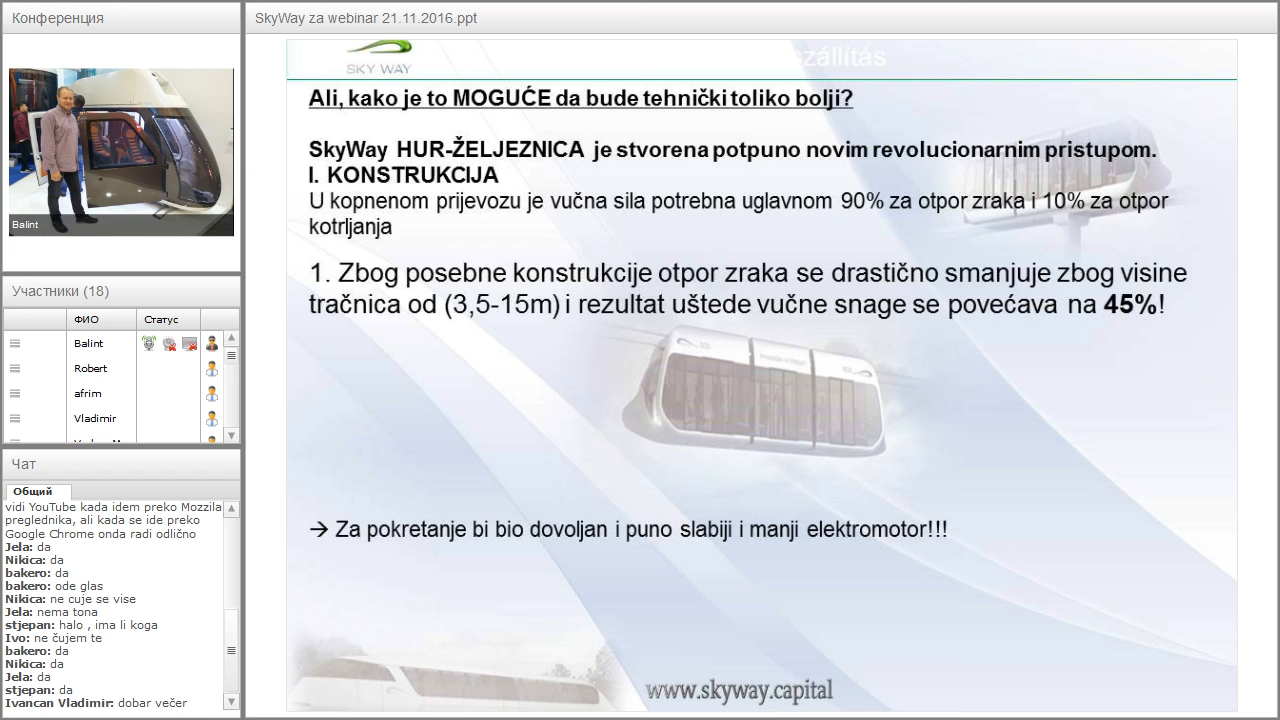 Конференция
Balint
Участники (18)
ФИО
Статус
Balint
Robert
afrim
Vladimir
Чат
Общий
vidi YouTube kada idem preko Mozzila
preglednika, ali kada se ide preko
Google Chrome onda radi odlično
Jela: da
Nikica: da
bakero: da
bakero: ode glas
Nikica: ne cuje se vise
Jela: nema tona
stjepan: halo , ima li koga
Ivo: ne čujem te
bakero: da
Nikica: da
Jela: da
stjepan: da
Ivancan Vladimir: dobar večer
SkyWay za webinar 21.11.2016.ppt
SKY WAY
szállítás
Ali, kako je to MOGUĆE da bude tehnički toliko bolji?
SkyWay HUR-ŽELJEZNICA je stvorena potpuno novim revolucionarnim pristupom.
I. KONSTRUKCIJA
U kopnenom prijevozu je vučna sila potrebna uglavnom 90% za otpor zraka i 10% za otpor
kotrljanja
1. Zbog posebne konstrukcije otpor zraka se drastično smanjuje zbog visine
tračnica od (3,5-15m) i rezultat uštede vučne snage se povećava na 45%!
→ Za pokretanje bi bio dovoljan i puno slabiji i manji elektromotor!!!
www.skyway.capital